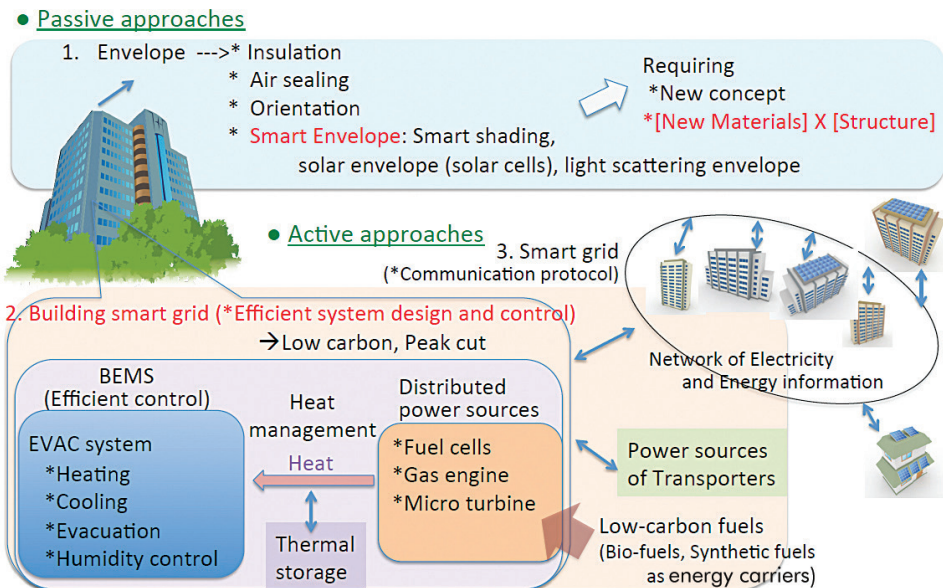 ● Passive approaches
1. Envelope --->* Insulation
* Air sealing
* Orientation
* Smart Envelope: Smart shading,
solar envelope (solar cells), light scattering envelope
Requiring
*New concept
*[New Materials] X [Structure]
● Active approaches
3. Smart grid
(*Communication protocol)
Network of Electricity
and Energy information
2. Building smart grid (*Efficient system design and control)
→Low carbon, Peak cut
BEMS
(Efficient control)
EVAC system
*Heating
*Cooling
*Evacuation
*Humidity control
Heat
management
Heat
Thermal
storage
Distributed
power sources
*Fuel cells
*Gas engine
*Micro turbine
Power sources
of Transporters
Low-carbon fuels
(Bio-fuels, Synthetic fuels
as energy carriers)